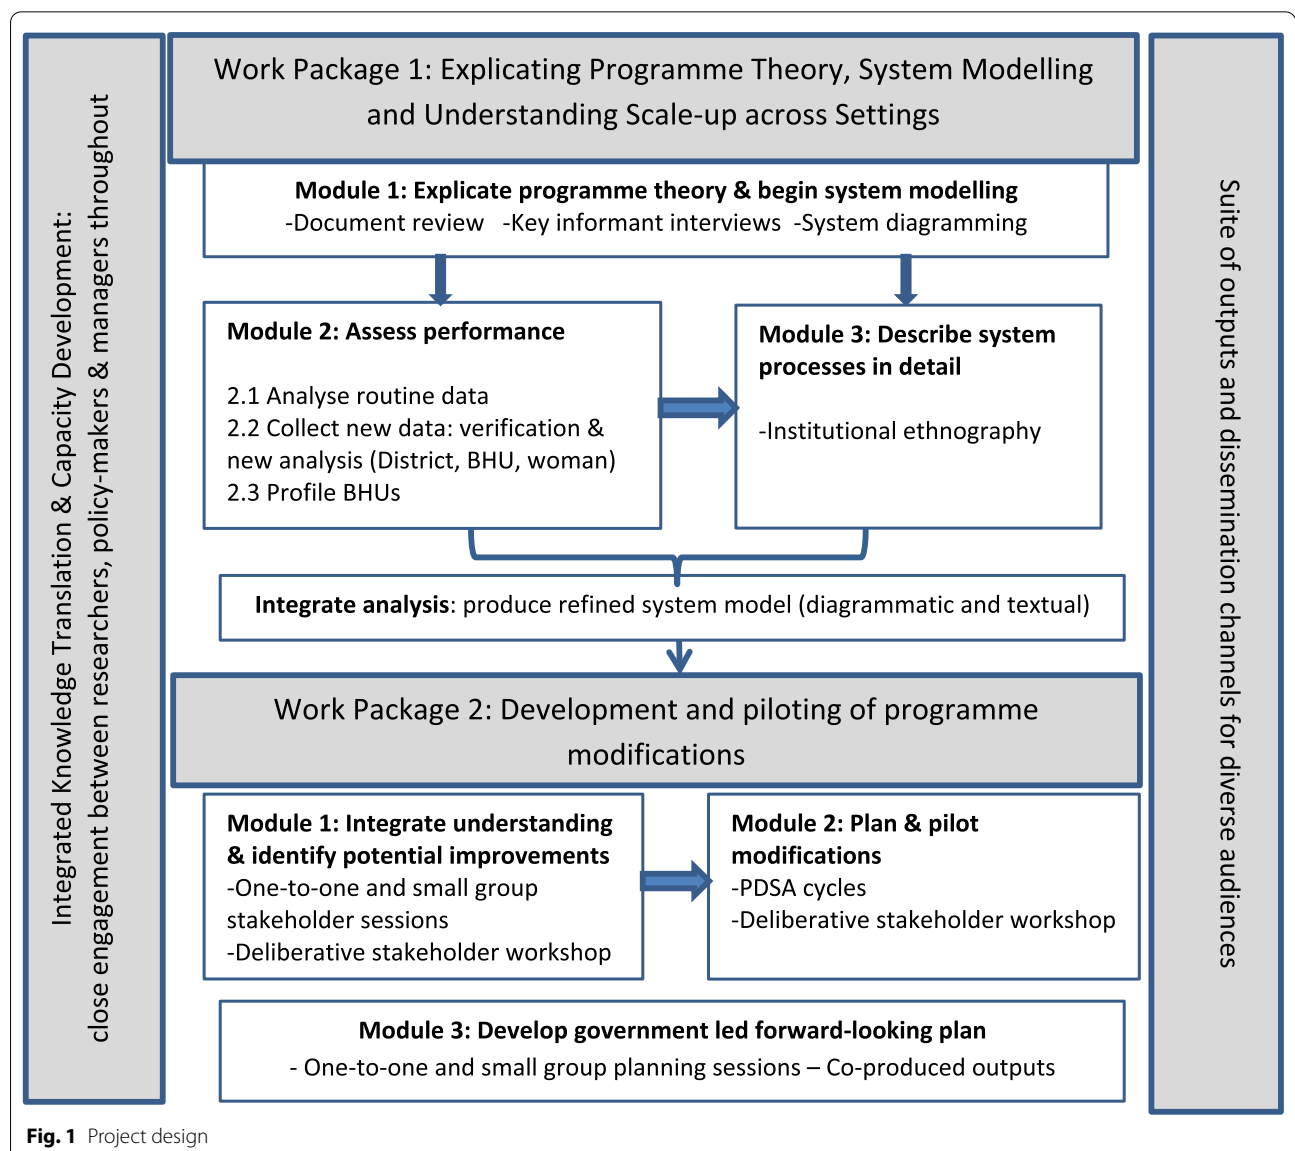 Integrated Knowledge Translation & Capacity Development:
close engagement between researchers, policy-makers & managers throughout
Work Package 1: Explicating Programme Theory, System Modelling
and Understanding Scale-up across Settings
Module 1: Explicate programme theory & begin system modelling
-Document review -Key informant interviews -System diagramming
Module 2: Assess performance
2.1 Analyse routine data
2.2 Collect new data: verification &
new analysis (District, BHU, woman)
2.3 Profile BHUs
Module 3: Describe system
processes in detail
-Institutional ethnography
Integrate analysis: produce refined system model (diagrammatic and textual)
Work Package 2: Development and piloting of programme
modifications
Module 1: Integrate understanding
& identify potential improvements
-One-to-one and small group
stakeholder sessions
-Deliberative stakeholder workshop
Module 2: Plan & pilot
modifications
-PDSA cycles
-Deliberative stakeholder workshop
Module 3: Develop government led forward-looking plan
- One-to-one and small group planning sessions – Co-produced outputs
Suite of outputs and dissemination channels for diverse audiences
Fig. 1 Project design